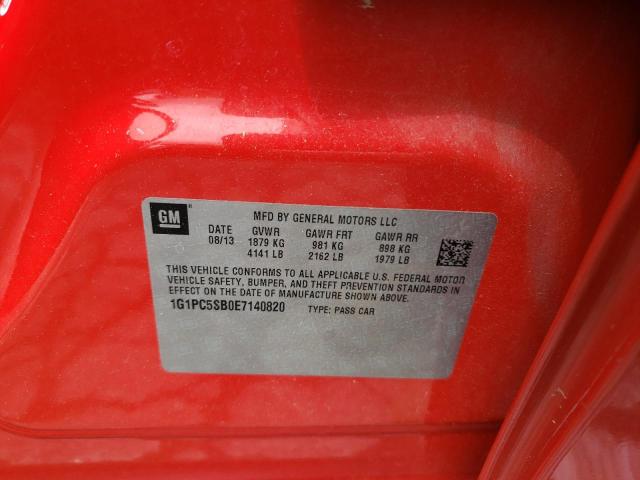 GM ®
MFD BY GENERAL MOTORS LLC
DATE GVWR GAWR FRT GAWR RR
08/13 1879 KG 981 KG 898 KG
4141 LB 2162 LB 1979 LB
THIS VEHICLE CONFORMS TO ALL APPLICABLE U.S. FEDERAL MOTOR
VEHICLE SAFETY, BUMPER, AND THEFT PREVENTION STANDARDS IN
EFFECT ON THE DATE OF MANUFACTURE SHOWN ABOVE.
1G1PC5SB0E7140820 TYPE: PASS CAR